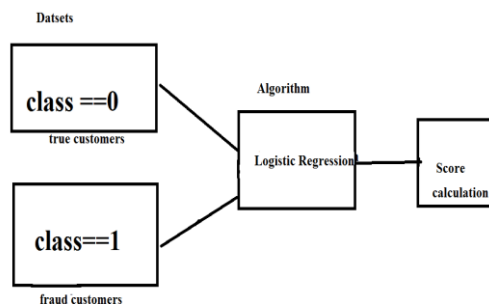 Datsets
class ==0
true customers
class==1
fraud customers
Algorithm
Logistic Regression
Score
calculation